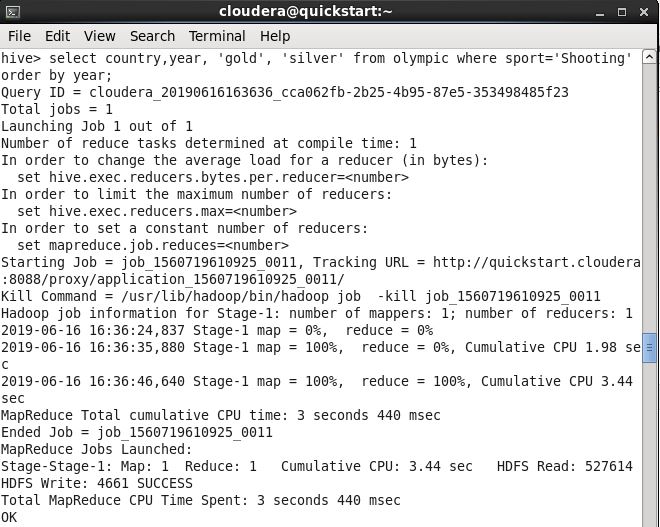 cloudera@quickstart:~
File Edit View Search Terminal Help
hive> select country,year, 'gold', 'silver' from olympic where sport='Shooting'
order by year;
Query ID = cloudera_20190616163636_cca062fb-2b25-4b95-87e5-353498485f23
Total jobs = 1
Launching Job 1 out of 1
Number of reduce tasks determined at compile time: 1
In order to change the average load for a reducer (in bytes):
  set hive.exec.reducers.bytes.per.reducer=<number>
In order to limit the maximum number of reducers:
  set hive.exec.reducers.max=<number>
In order to set a constant number of reducers:
  set mapreduce.job.reduces=<number>
Starting Job = job_1560719610925_0011, Tracking URL = http://quickstart.cloudera
:8088/proxy/application_1560719610925_0011/
Kill Command = /usr/lib/hadoop/bin/hadoop job  -kill job_1560719610925_0011
Hadoop job information for Stage-1: number of mappers: 1; number of reducers: 1
2019-06-16 16:36:24,837 Stage-1 map = 0%,  reduce = 0%
2019-06-16 16:36:35,880 Stage-1 map = 100%,  reduce = 0%, Cumulative CPU 1.98 se
c
2019-06-16 16:36:46,640 Stage-1 map = 100%,  reduce = 100%, Cumulative CPU 3.44
sec
MapReduce Total cumulative CPU time: 3 seconds 440 msec
Ended Job = job_1560719610925_0011
MapReduce Jobs Launched:
Stage-Stage-1: Map: 1  Reduce: 1   Cumulative CPU: 3.44 sec   HDFS Read: 527614
HDFS Write: 4661 SUCCESS
Total MapReduce CPU Time Spent: 3 seconds 440 msec
OK